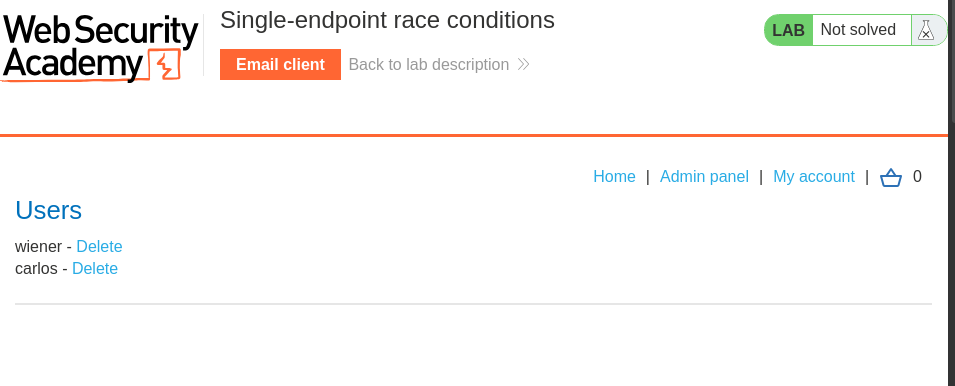 Web Security
Academy
Single-endpoint race conditions
Email client
Back to lab description
LAB
Not solved
Home | Admin panel | My account | 0
Users
wiener - Delete
carlos - Delete